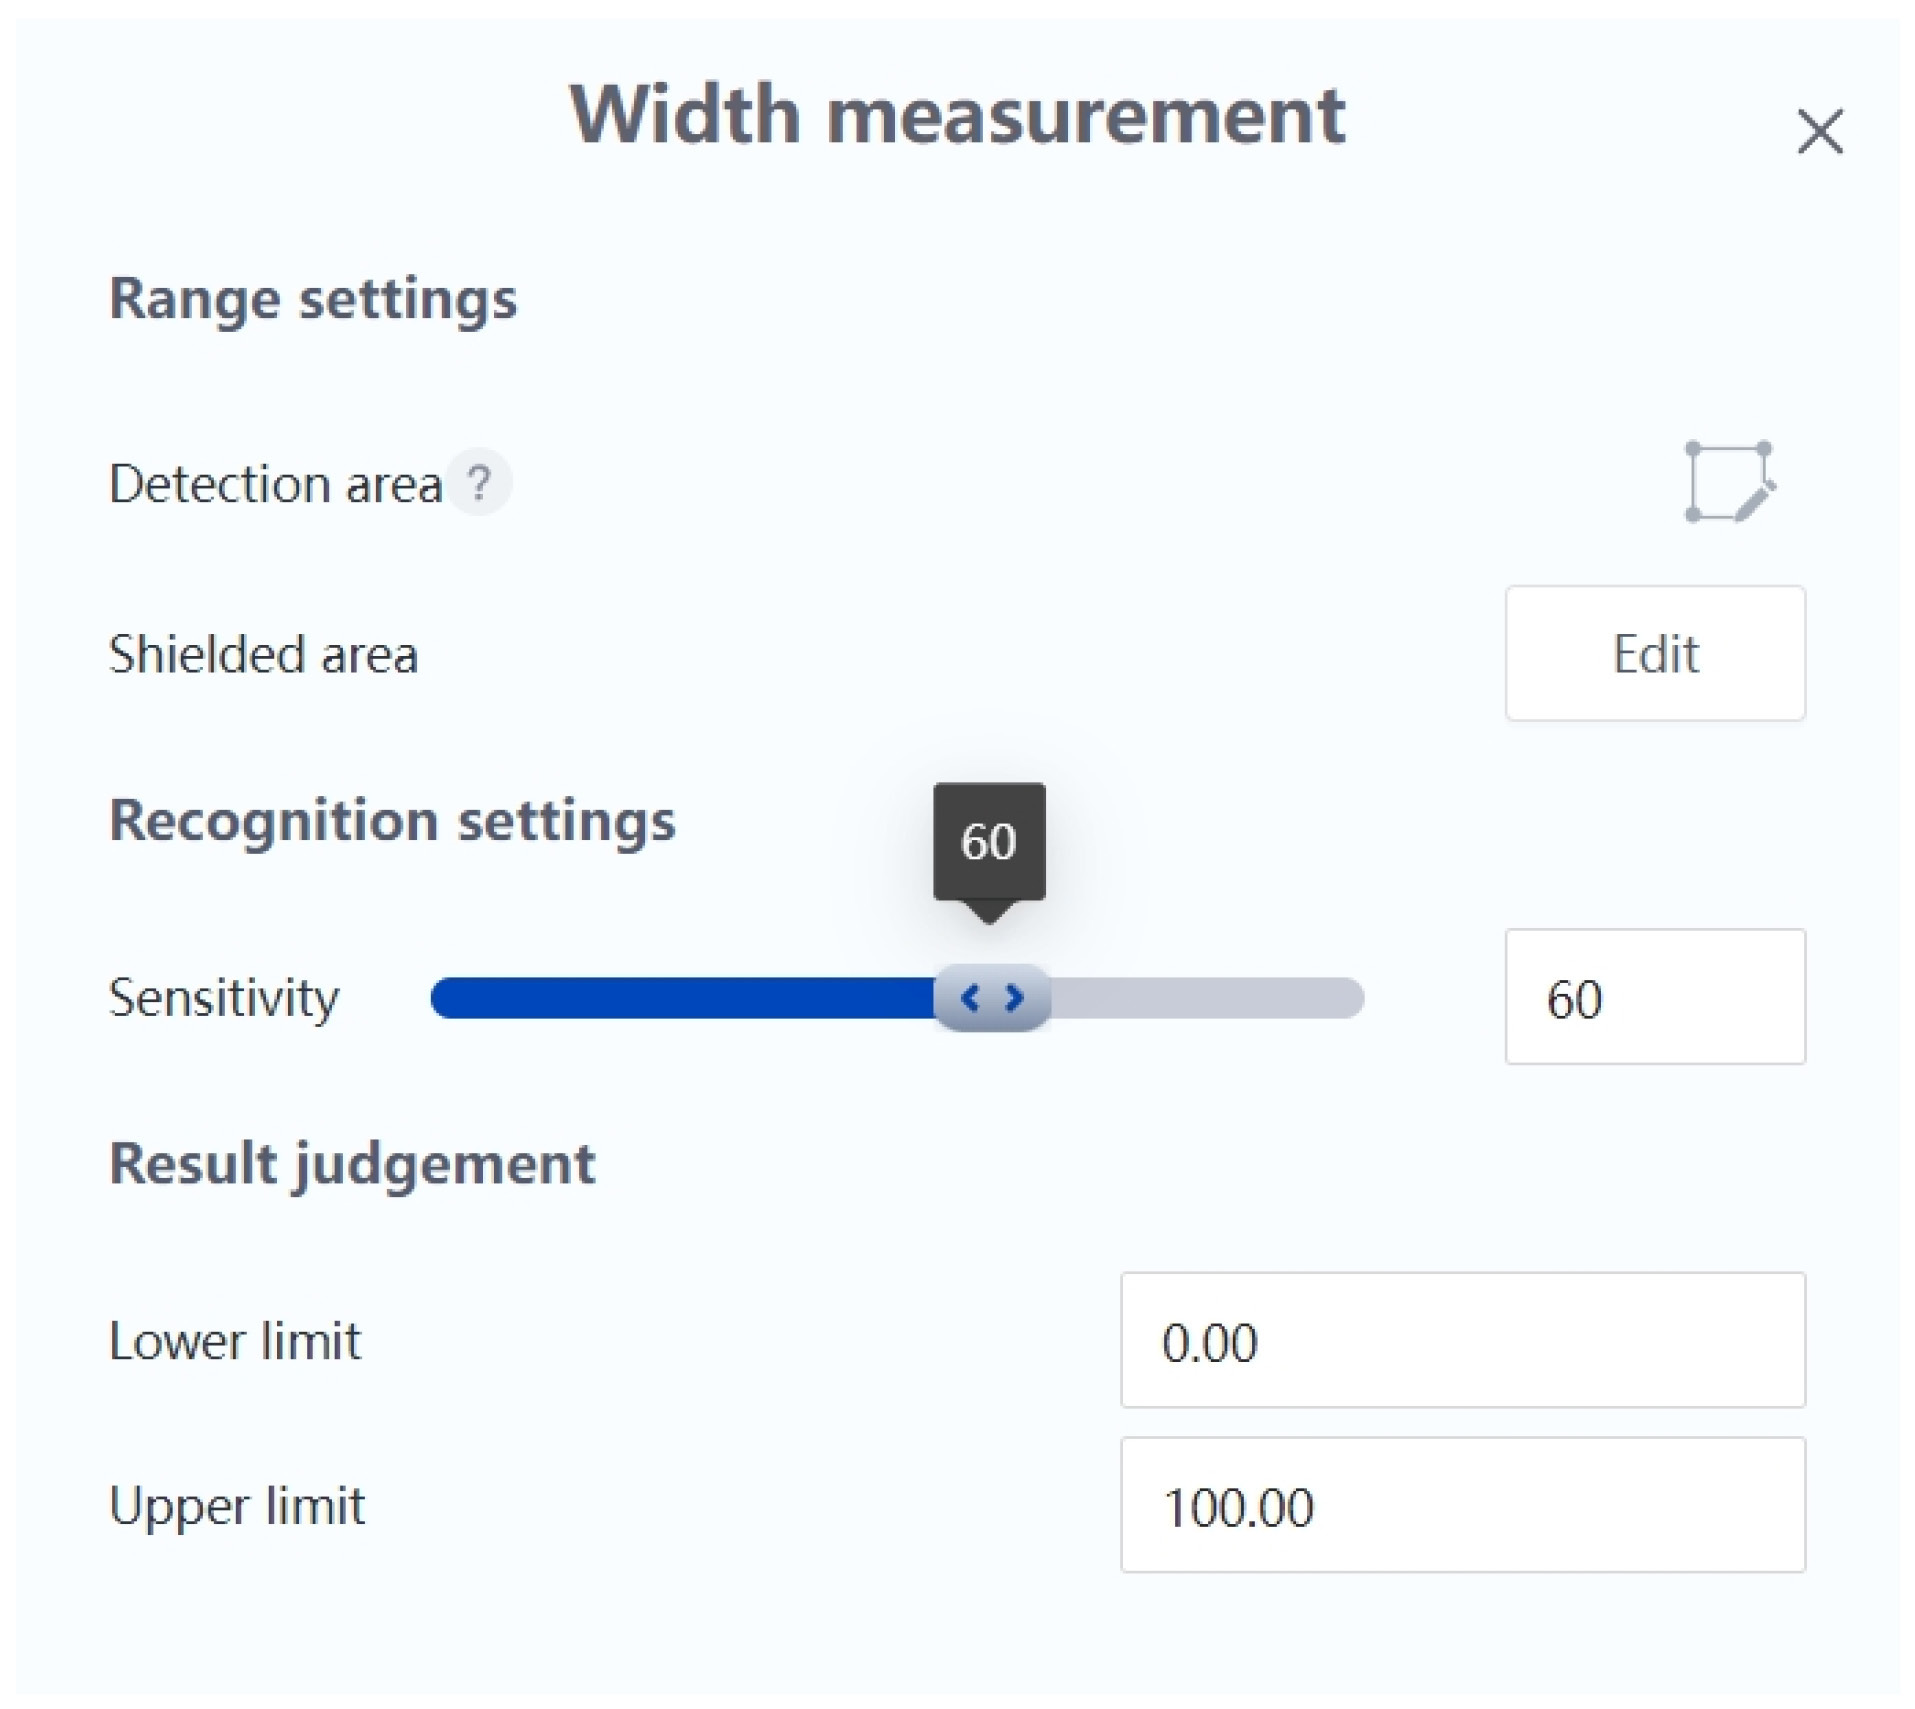 Width measurement
Range settings
Detection area ?
Shielded area Edit
Recognition settings
60
Sensitivity 60
Result judgement
Lower limit 0.00
Upper limit 100.00